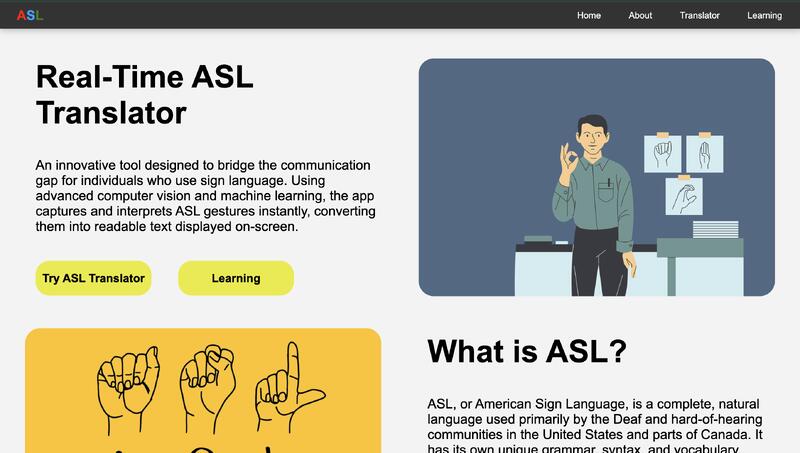 ASL
Home About Translator Learning
Real-Time ASL
Translator
An innovative tool designed to bridge the communication
gap for individuals who use sign language. Using
advanced computer vision and machine learning, the app
captures and interprets ASL gestures instantly, converting
them into readable text displayed on-screen.
Try ASL Translator Learning
What is ASL?
ASL, or American Sign Language, is a complete, natural
language used primarily by the Deaf and hard-of-hearing
communities in the United States and parts of Canada. It
has its own unique grammar, syntax, and vocabulary